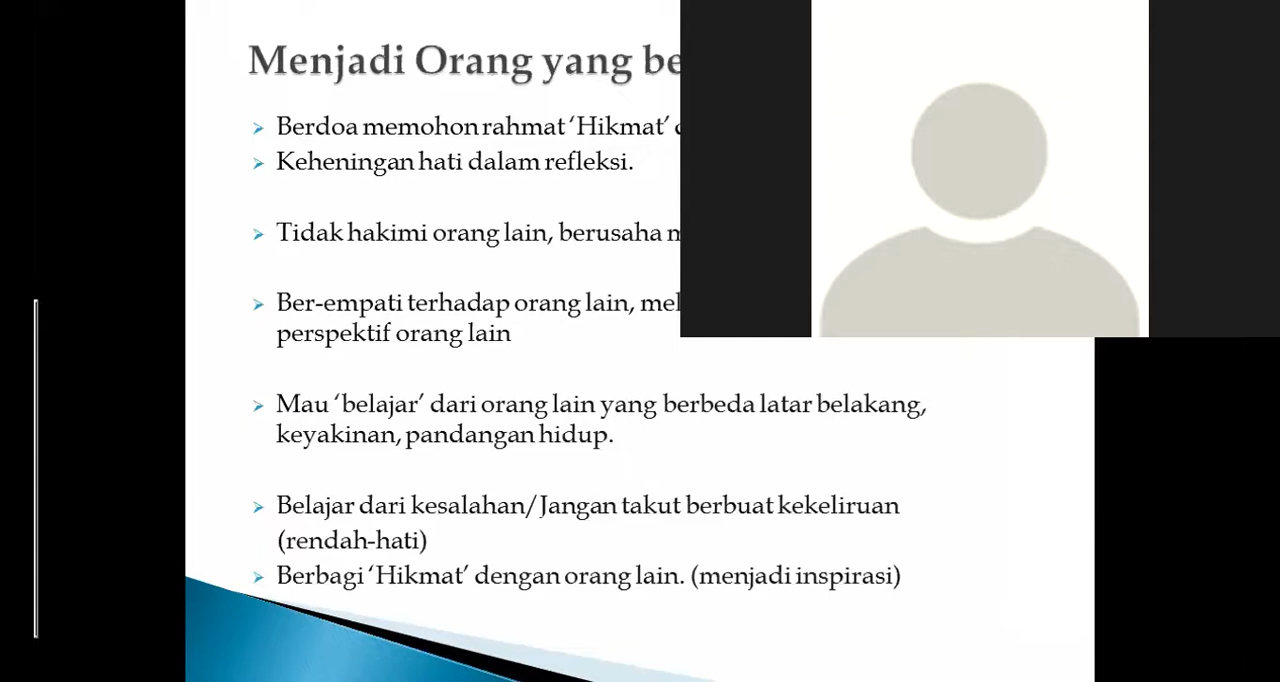 Menjadi Orang yang
Berdoa memohon rahmat ‘Hikmat’
Keheningan hati dalam refleksi.
Tidak hakimi orang lain, berusaha
Ber-empati terhadap orang lain,
perspektif orang lain
Mau ‘belajar’ dari orang lain yang berbeda latar belakang,
keyakinan, pandangan hidup.
Belajar dari kesalahan/Jangan takut berbuat kekeliruan
(rendah-hati)
Berbagi ‘Hikmat’ dengan orang lain. (menjadi inspirasi)